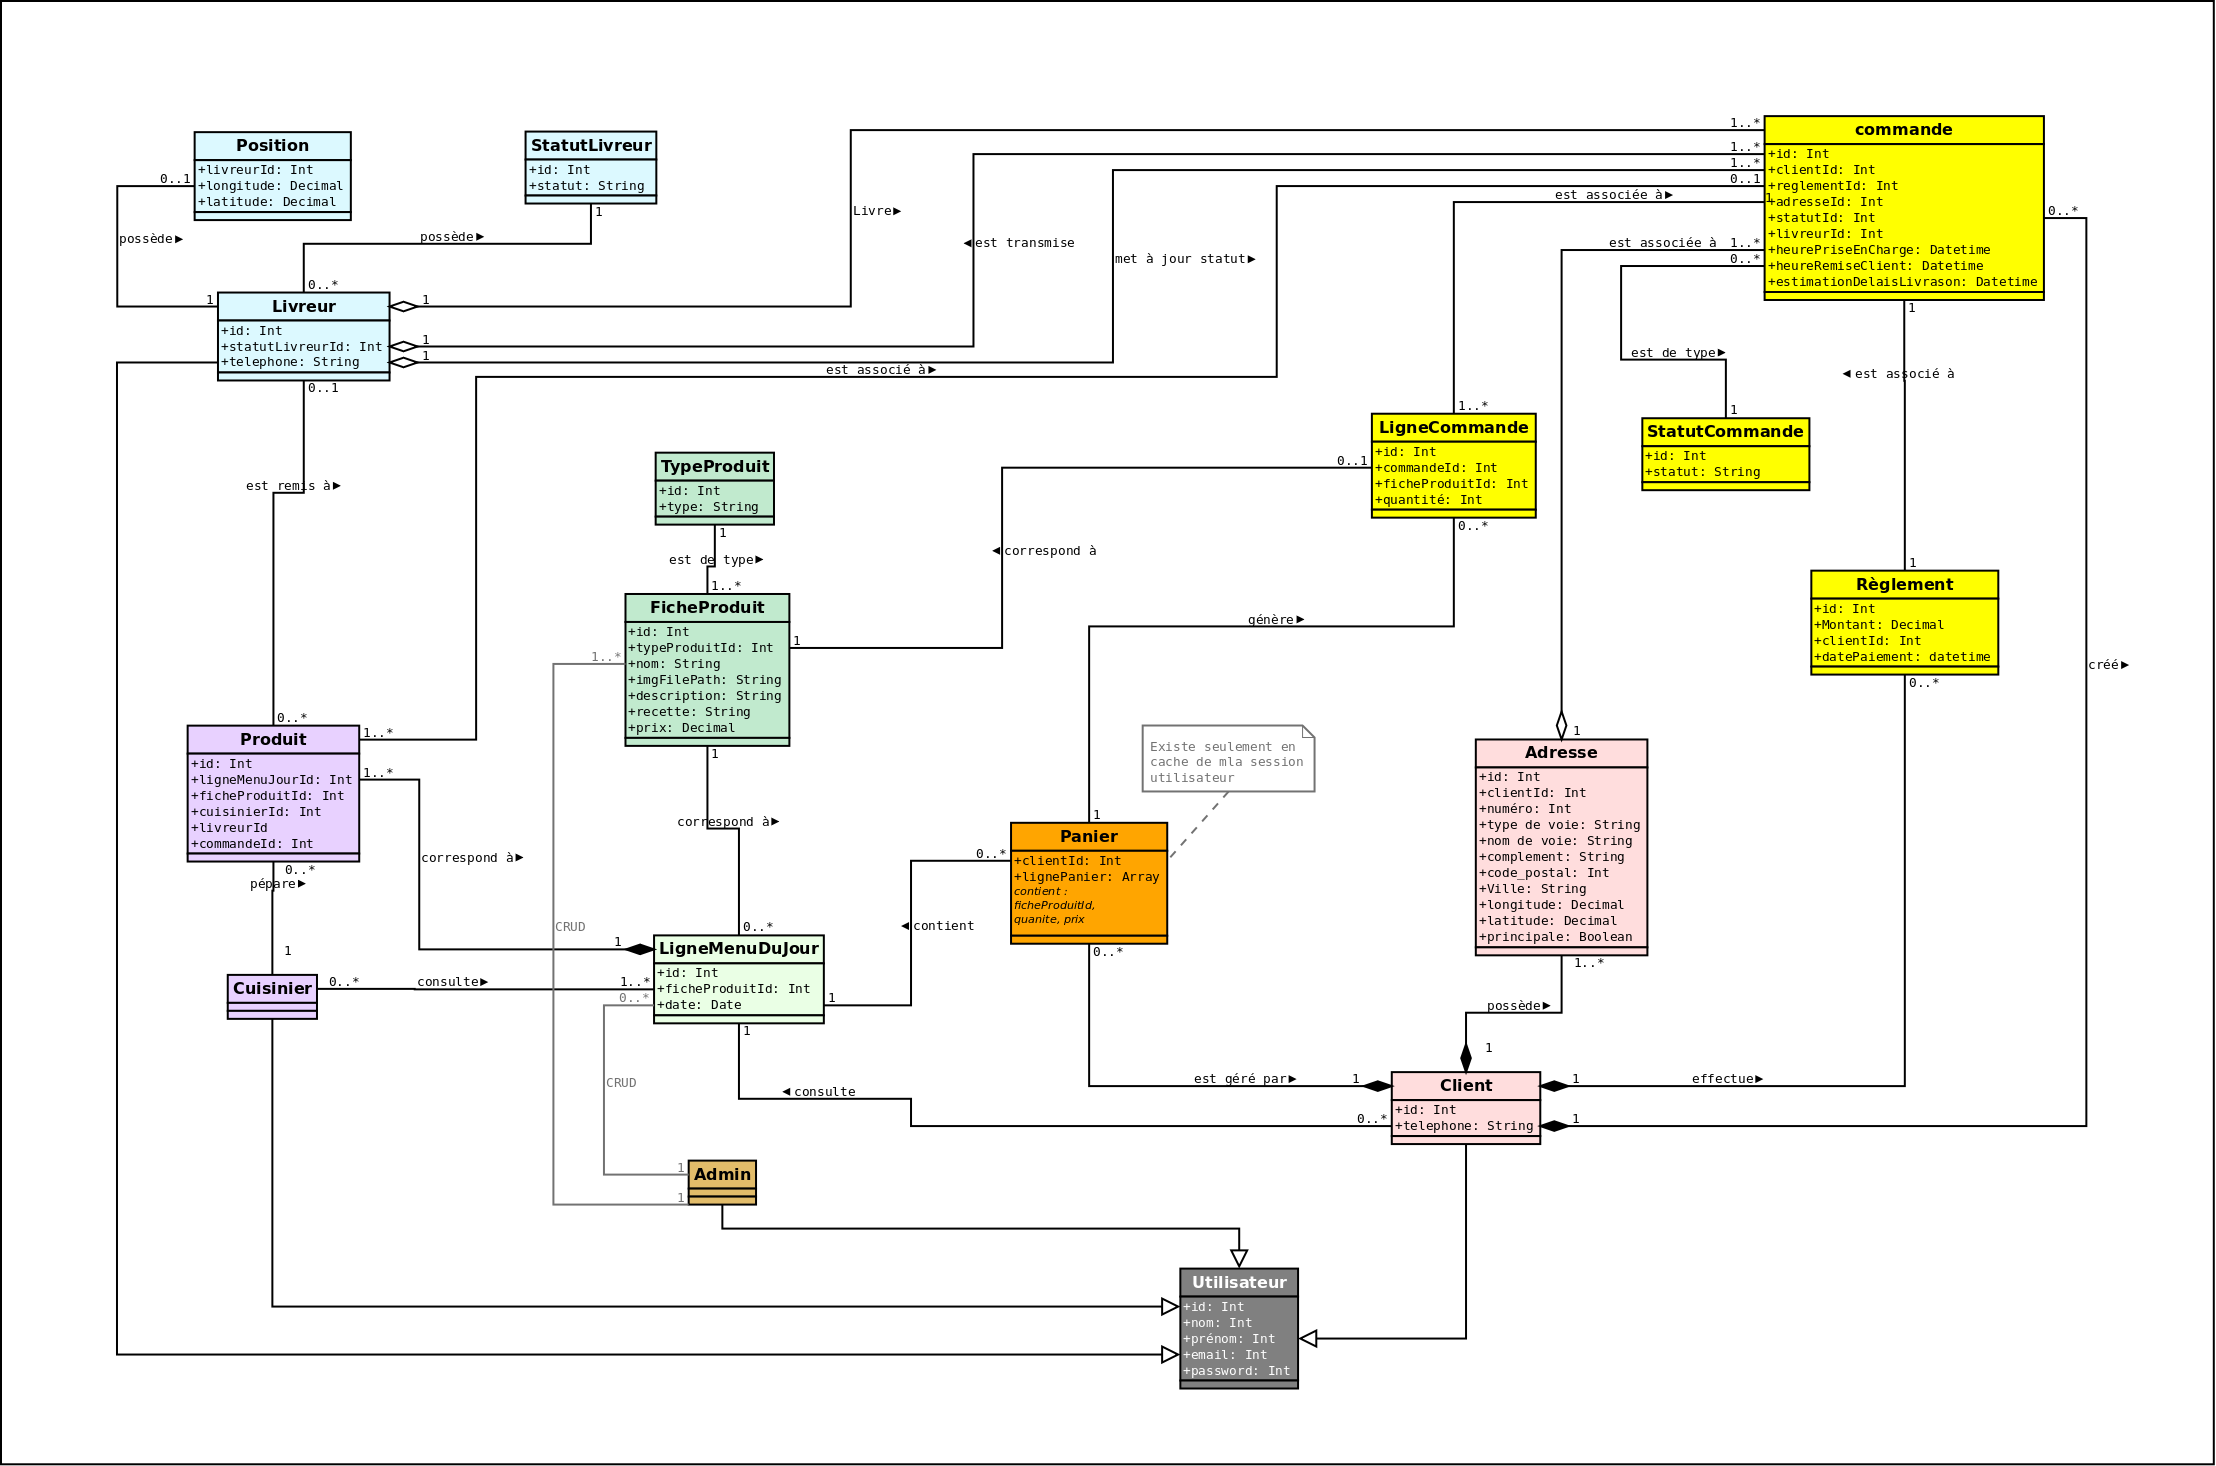 Position
+livreurId: Int
+longitude: Decimal
+latitude: Decimal
0..1
possède►
1
StatutLivreur
+id: Int
+statut: String
1
possède►
0..*
Livreur
+id: Int
+statutLivreurId: Int
+telephone: String
1
1
1
0..1
Livre►
◄est transmise
met à jour statut►
est associé à►
1..*
1..*
1..*
0..1
est associée à►
1
est associée à
1..*
0..*
commande
+id: Int
+clientId: Int
+reglementId: Int
+adresseId: Int
+statutId: Int
+livreurId: Int
+heurePriseEnCharge: Datetime
+heureRemiseClient: Datetime
+estimationDelaisLivrason: Datetime
0..*
1
est de type►
1
◄est associé à
1
StatutCommande
+id: Int
+statut: String
1..*
LigneCommande
+id: Int
+commandeId: Int
+ficheProduitId: Int
+quantité: Int
0..1
0..*
◄correspond à
génère►
est remis à►
TypeProduit
+id: Int
+type: String
1
est de type►
1..*
FicheProduit
+id: Int
+typeProduitId: Int
+nom: String
+imgFilePath: String
+description: String
+recette: String
+prix: Decimal
1
1..*
1
Règlement
+id: Int
+Montant: Decimal
+clientId: Int
+datePaiement: datetime
0..*
créé►
0..*
Produit
+id: Int
+ligneMenuJourId: Int
+ficheProduitId: Int
+cuisinierId: Int
+livreurId
+commandeId: Int
1..*
1..*
0..*
pépare►
1
correspond à►
correspond à►
Existe seulement en
cache de mla session
utilisateur
1
Panier
+clientId: Int
+lignePanier: Array
contient :
ficheProduitId,
quanite, prix
0..*
0..*
◄contient
1
Adresse
+id: Int
+clientId: Int
+numéro: Int
+type de voie: String
+nom de voie: String
+complement: String
+code_postal: Int
+Ville: String
+longitude: Decimal
+latitude: Decimal
+principale: Boolean
1..*
possède►
1
CRUD
0..*
1
LigneMenuDuJour
+id: Int
+ficheProduitId: Int
+date: Date
1..*
0..*
1
1
Cuisinier
0..*
consulte►
CRUD
◄consulte
est géré par►
1
0..*
Client
+id: Int
+telephone: String
1
effectue►
1
1
1
Admin
Utilisateur
+id: Int
+nom: Int
+prénom: Int
+email: Int
+password: Int